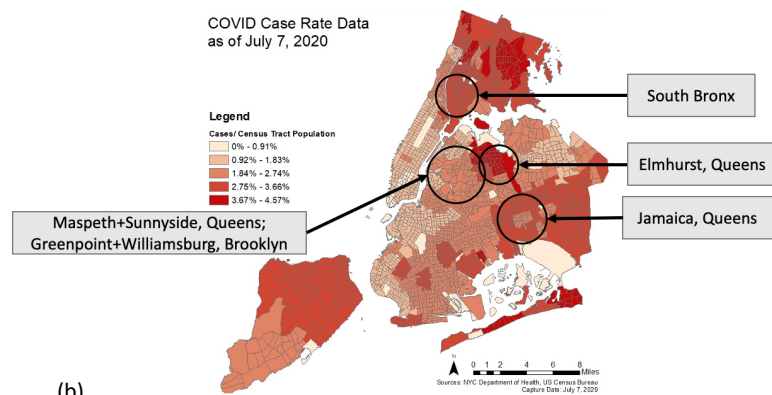 COVID Case Rate Data
as of July 7, 2020
South Bronx
Legend
Cases/ Census Tract Population
0% - 0.91%
0.92% - 1.83%
1.84% - 2.74%
2.75% - 3.66%
3.67% - 4.57%
Elmhurst, Queens
Maspeth+Sunnyside, Queens;
Greenpoint+Williamsburg, Brooklyn
Jamaica, Queens
N
0 1 2 4 6 8
Miles
Sources: NYC Department of Health, US Census Bureau
Capture Date: July 7, 2020
(b)